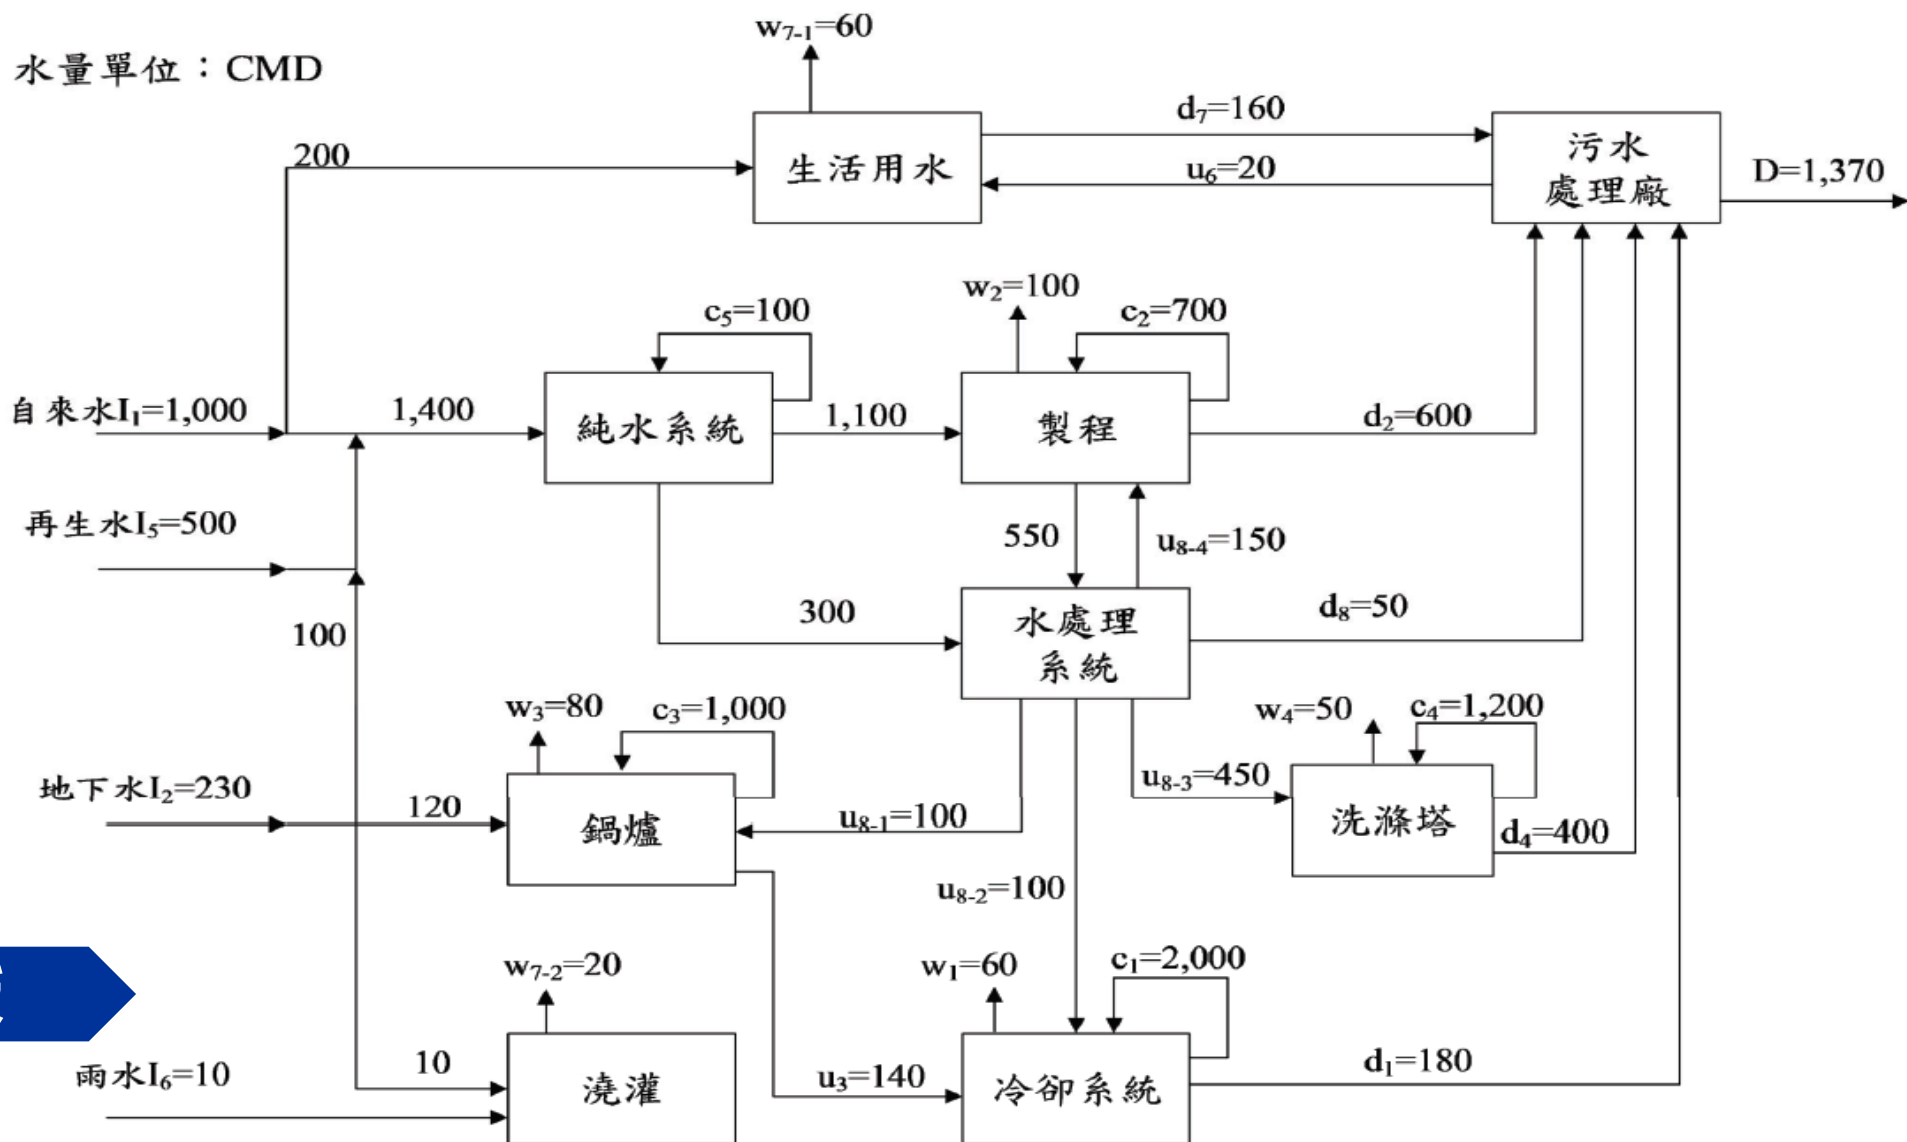 水量單位：CMD
w₇₋₁=60
200
生活用水
d₇=160
u₆=20
污水
處理廠
D=1,370
w₂=100
c₅=100
c₂=700
自來水I₁=1,000
1,400
純水系統
1,100
製程
d₂=600
再生水I₅=500
550
u₈₋₄=150
100
300
水處理
系統
d₈=50
w₃=80
c₃=1,000
w₄=50
c₄=1,200
地下水I₂=230
120
鍋爐
u₈₋₁=100
u₈₋₃=450
洗滌塔
d₄=400
u₈₋₂=100
w₇₋₂=20
w₁=60
c₁=2,000
雨水I₆=10
10
澆灌
u₃=140
冷卻系統
d₁=180